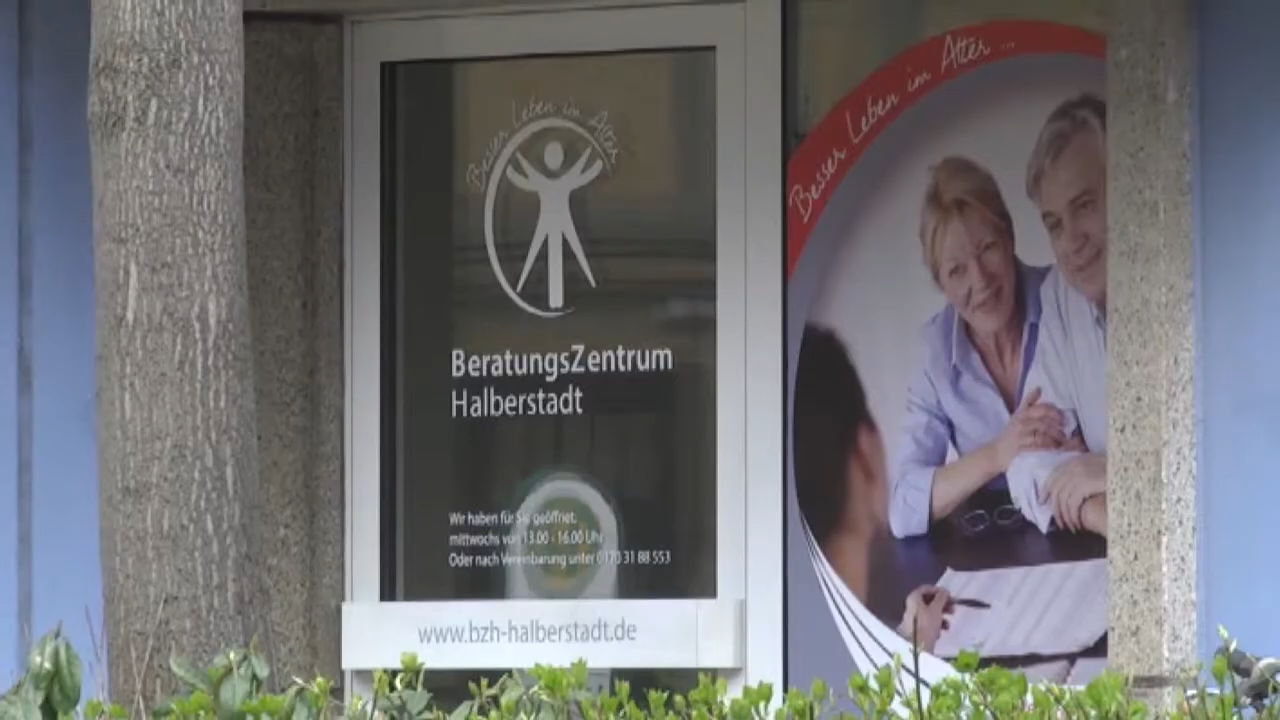 Besser Leben im Alter
BeratungsZentrum
Halberstadt
Wir haben für Sie geöffnet:
mittwochs von 13.00 - 16.00 Uhr
Oder nach Vereinbarung unter 0170 31 88 553
www.bzh-halberstadt.de
Besser Leben im Alter ...